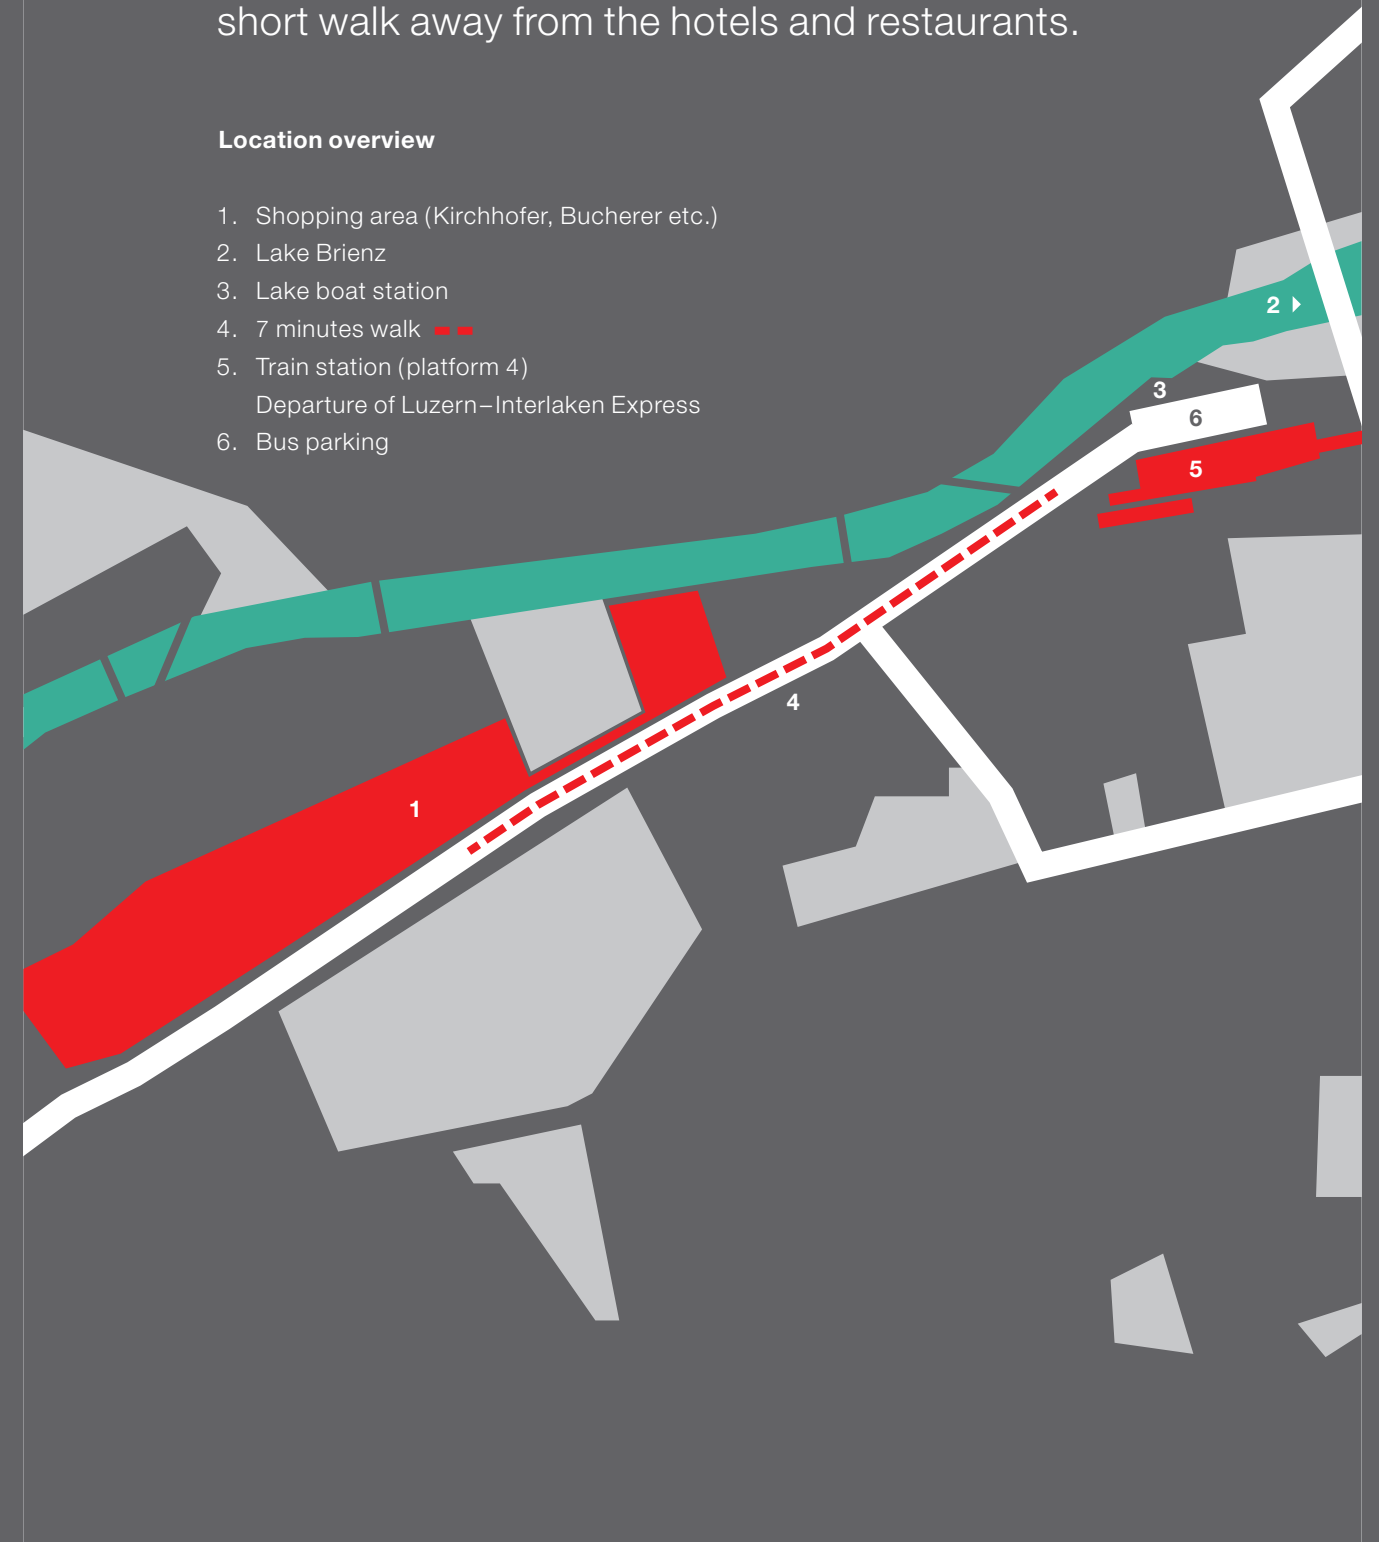 short walk away from the hotels and restaurants.
Location overview
1. Shopping area (Kirchhofer, Bucherer etc.)
2. Lake Brienz
3. Lake boat station
4. 7 minutes walk
5. Train station (platform 4)
Departure of Luzern–Interlaken Express
6. Bus parking
2
3
6
5
4
1